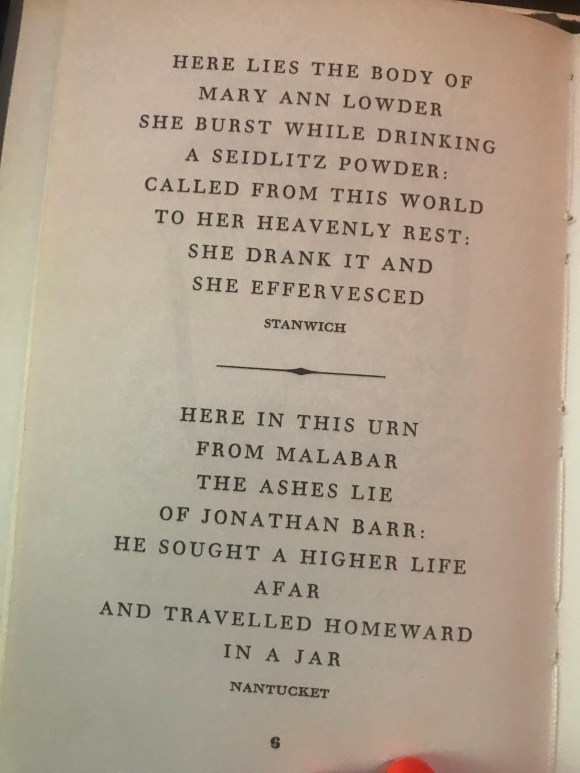 HERE LIES THE BODY OF
MARY ANN LOWDER
SHE BURST WHILE DRINKING
A SEIDLITZ POWDER:
CALLED FROM THIS WORLD
TO HER HEAVENLY REST:
SHE DRANK IT AND
SHE EFFERVESCED
STANWICH
HERE IN THIS URN
FROM MALABAR
THE ASHES LIE
OF JONATHAN BARR:
HE SOUGHT A HIGHER LIFE
AFAR
AND TRAVELLED HOMEWARD
IN A JAR
NANTUCKET
6